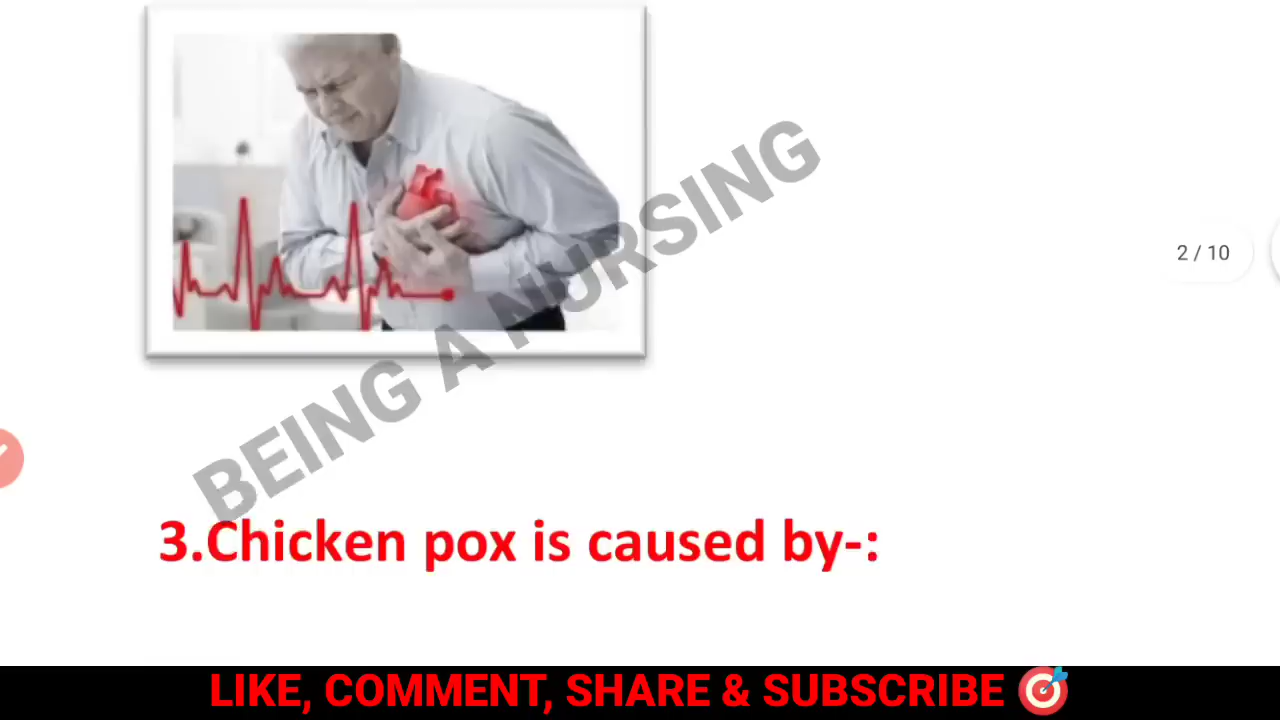 BEING A NURSING
2 / 10
3.Chicken pox is caused by-:
LIKE, COMMENT, SHARE & SUBSCRIBE 🎯